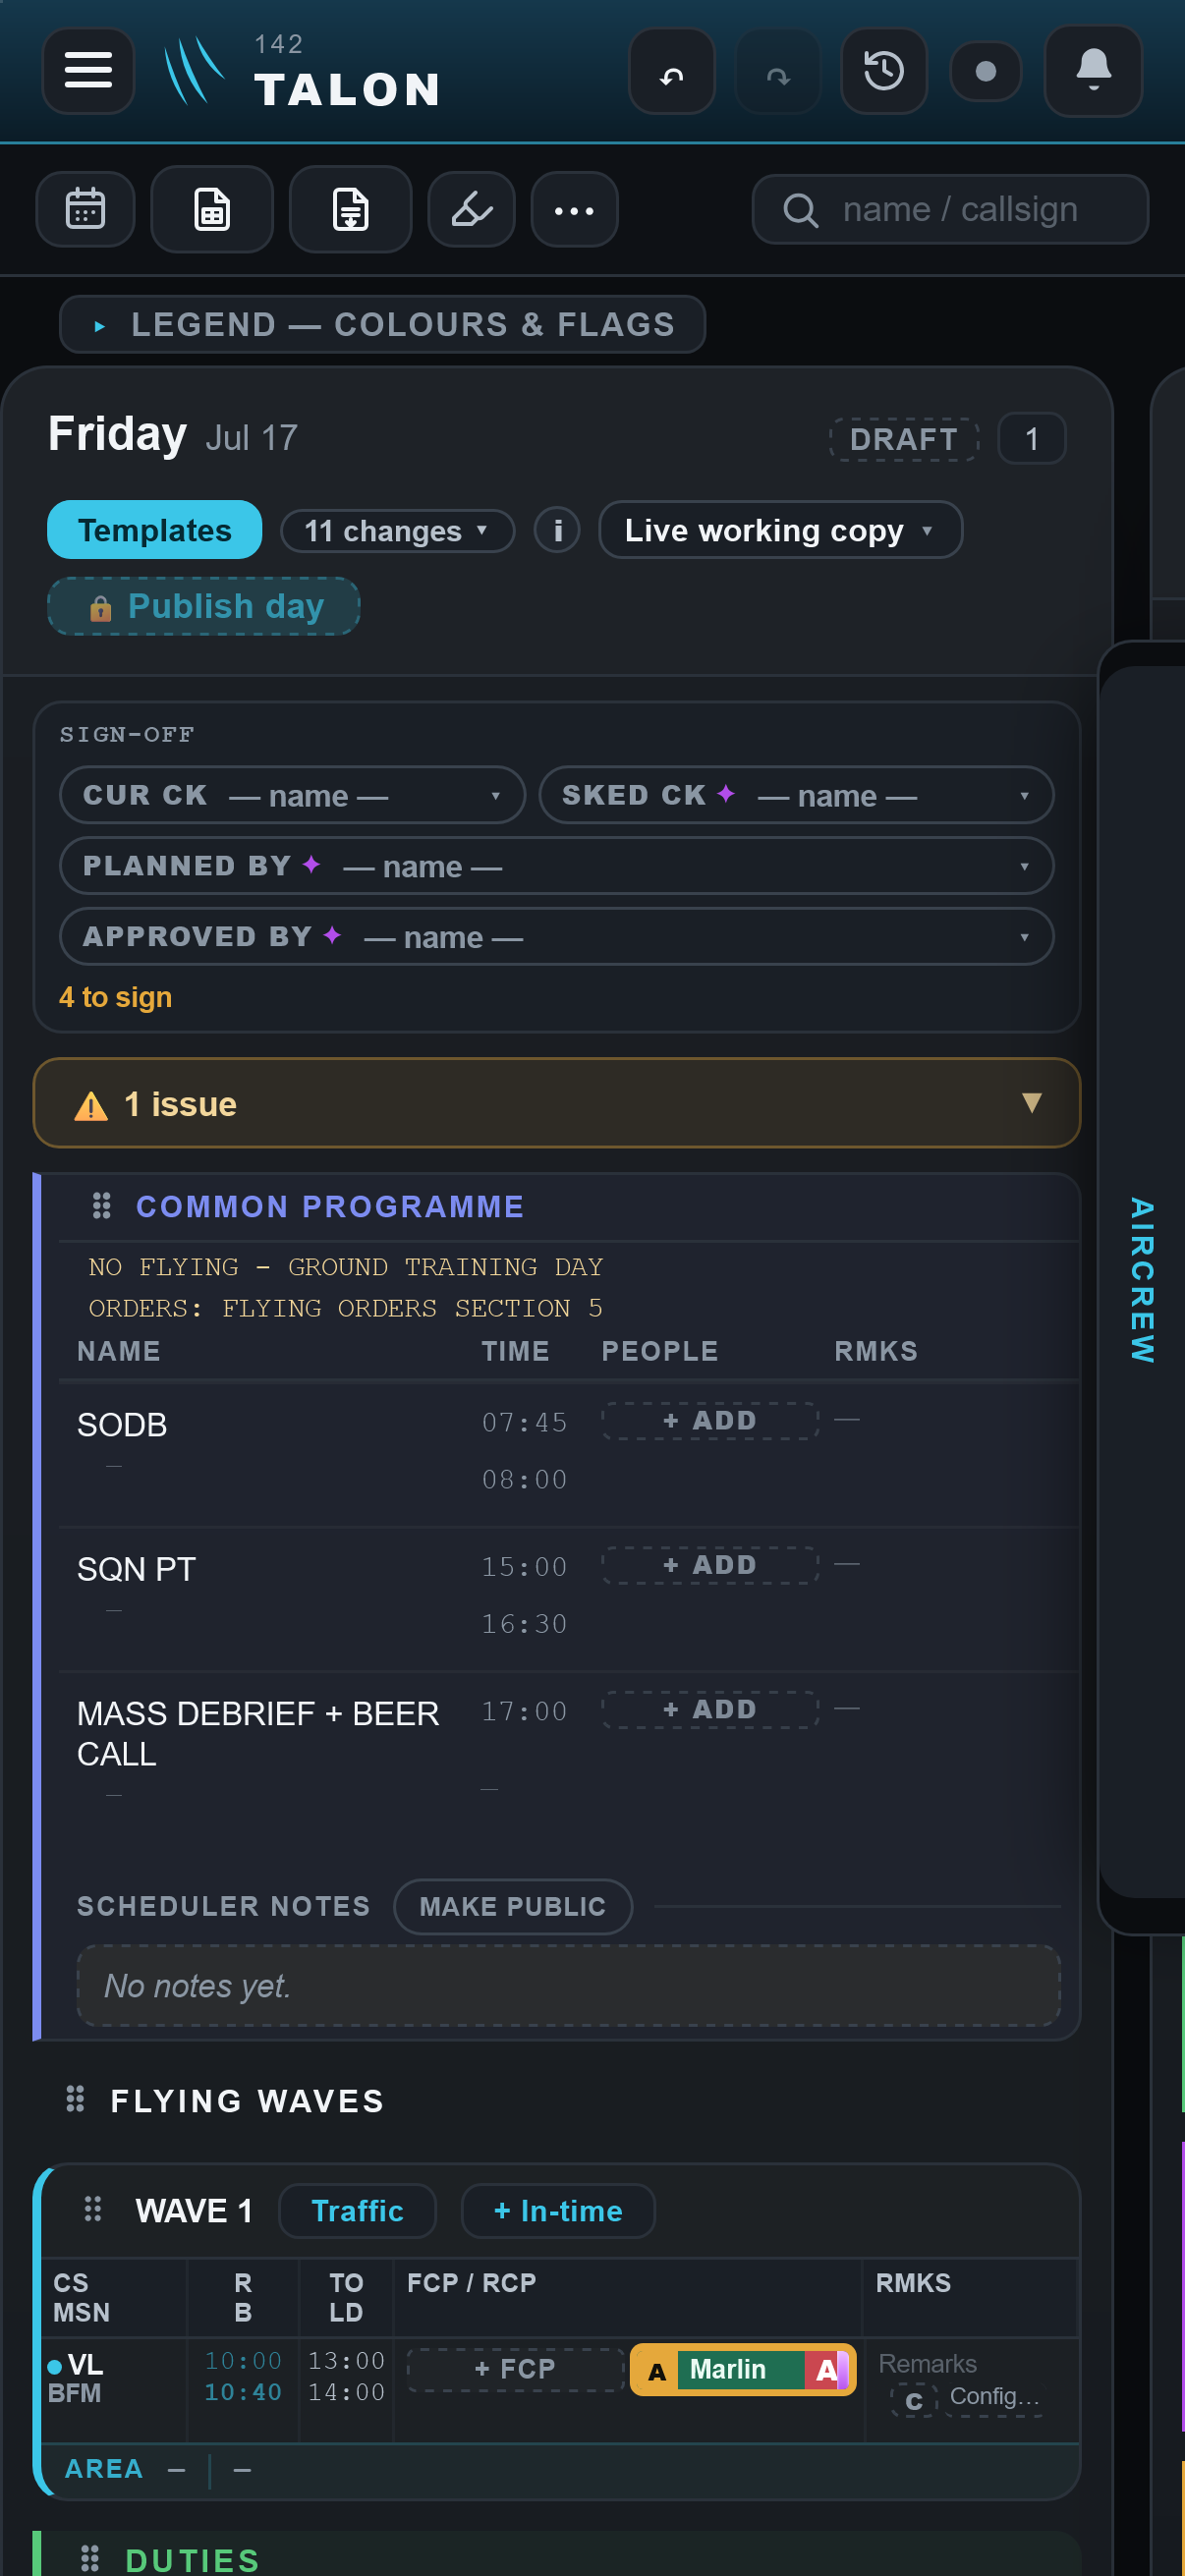 142
TALON
name / callsign
LEGEND — COLOURS & FLAGS
Friday Jul 17 DRAFT 1
Templates 11 changes i Live working copy
Publish day
SIGN-OFF
CUR CK — name — SKED CK — name —
PLANNED BY — name —
APPROVED BY — name —
4 to sign
1 issue
COMMON PROGRAMME
NO FLYING - GROUND TRAINING DAY
ORDERS: FLYING ORDERS SECTION 5
NAME TIME PEOPLE RMKS
SODB 07:45 + ADD —
— 08:00
SQN PT 15:00 + ADD —
— 16:30
MASS DEBRIEF + BEER 17:00 + ADD —
CALL
— —
SCHEDULER NOTES MAKE PUBLIC
No notes yet.
AIRCREW
FLYING WAVES
WAVE 1 Traffic + In-time
CS R TO FCP / RCP RMKS
MSN B LD
VL 10:00 13:00 + FCP A Marlin A Remarks
BFM 10:40 14:00 C Config…
AREA — —
DUTIES